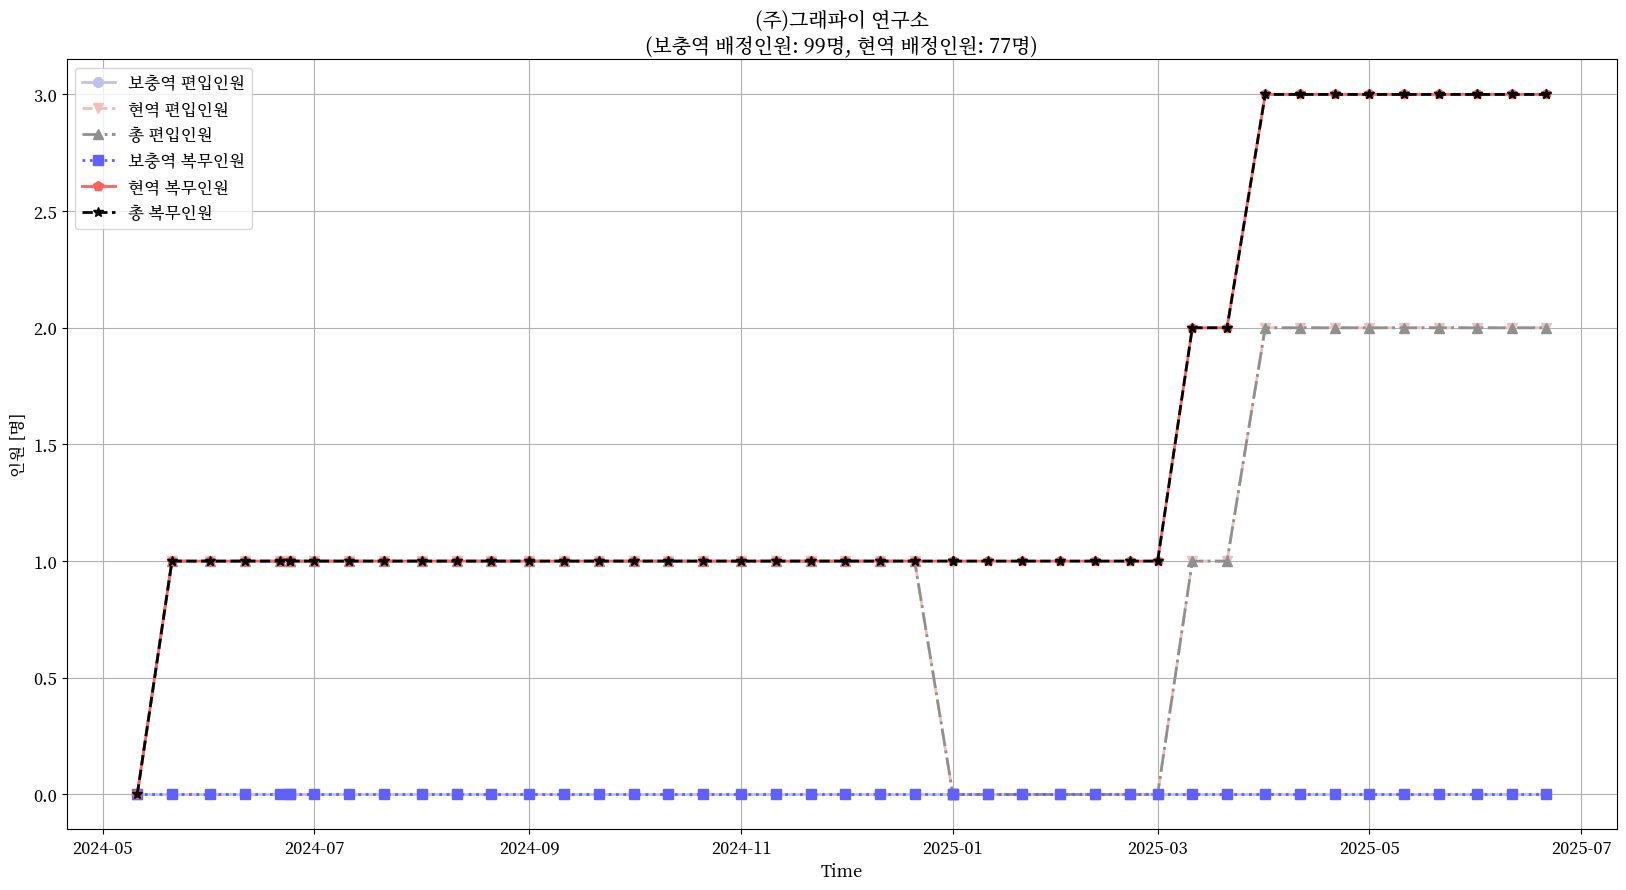 (주)그래파이 연구소
(보충역 배정인원: 99명, 현역 배정인원: 77명)
보충역 편입인원
현역 편입인원
총 편입인원
보충역 복무인원
현역 복무인원
총 복무인원
3.0
2.5
2.0
1.5
1.0
0.5
0.0
인원 [명]
2024-05
2024-07
2024-09
2024-11
2025-01
2025-03
2025-05
2025-07
Time